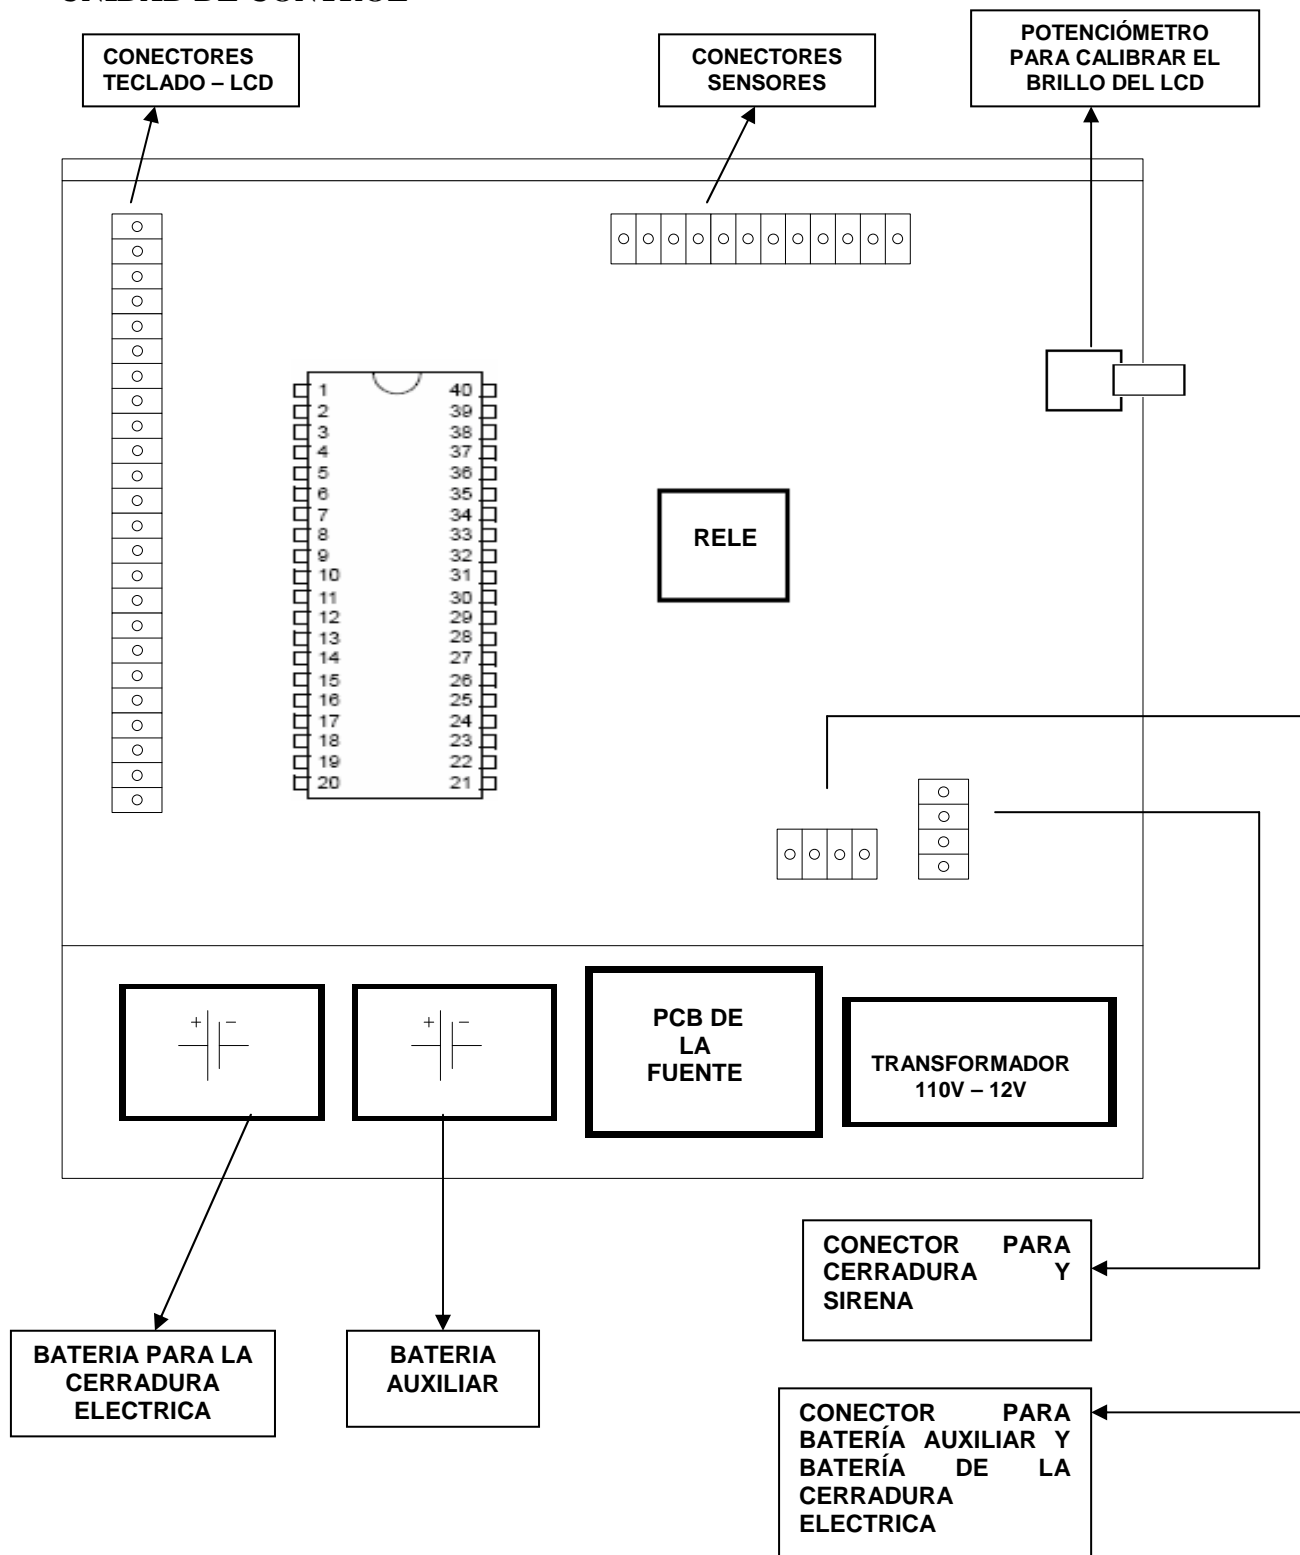 UNIDAD DE CONTROL
CONECTORES
TECLADO – LCD
CONECTORES
SENSORES
POTENCIÓMETRO
PARA CALIBRAR EL
BRILLO DEL LCD
1 40
2 39
3 38
4 37
5 36
6 35
7 34
8 33
9 32
10 31
11 30
12 29
13 28
14 27
15 26
16 25
17 24
18 23
19 22
20 21
RELE
+ −
+ −
PCB DE
LA
FUENTE
TRANSFORMADOR
110V – 12V
CONECTOR PARA
CERRADURA Y
SIRENA
BATERIA PARA LA
CERRADURA
ELECTRICA
BATERIA
AUXILIAR
CONECTOR PARA
BATERÍA AUXILIAR Y
BATERÍA DE LA
CERRADURA
ELECTRICA